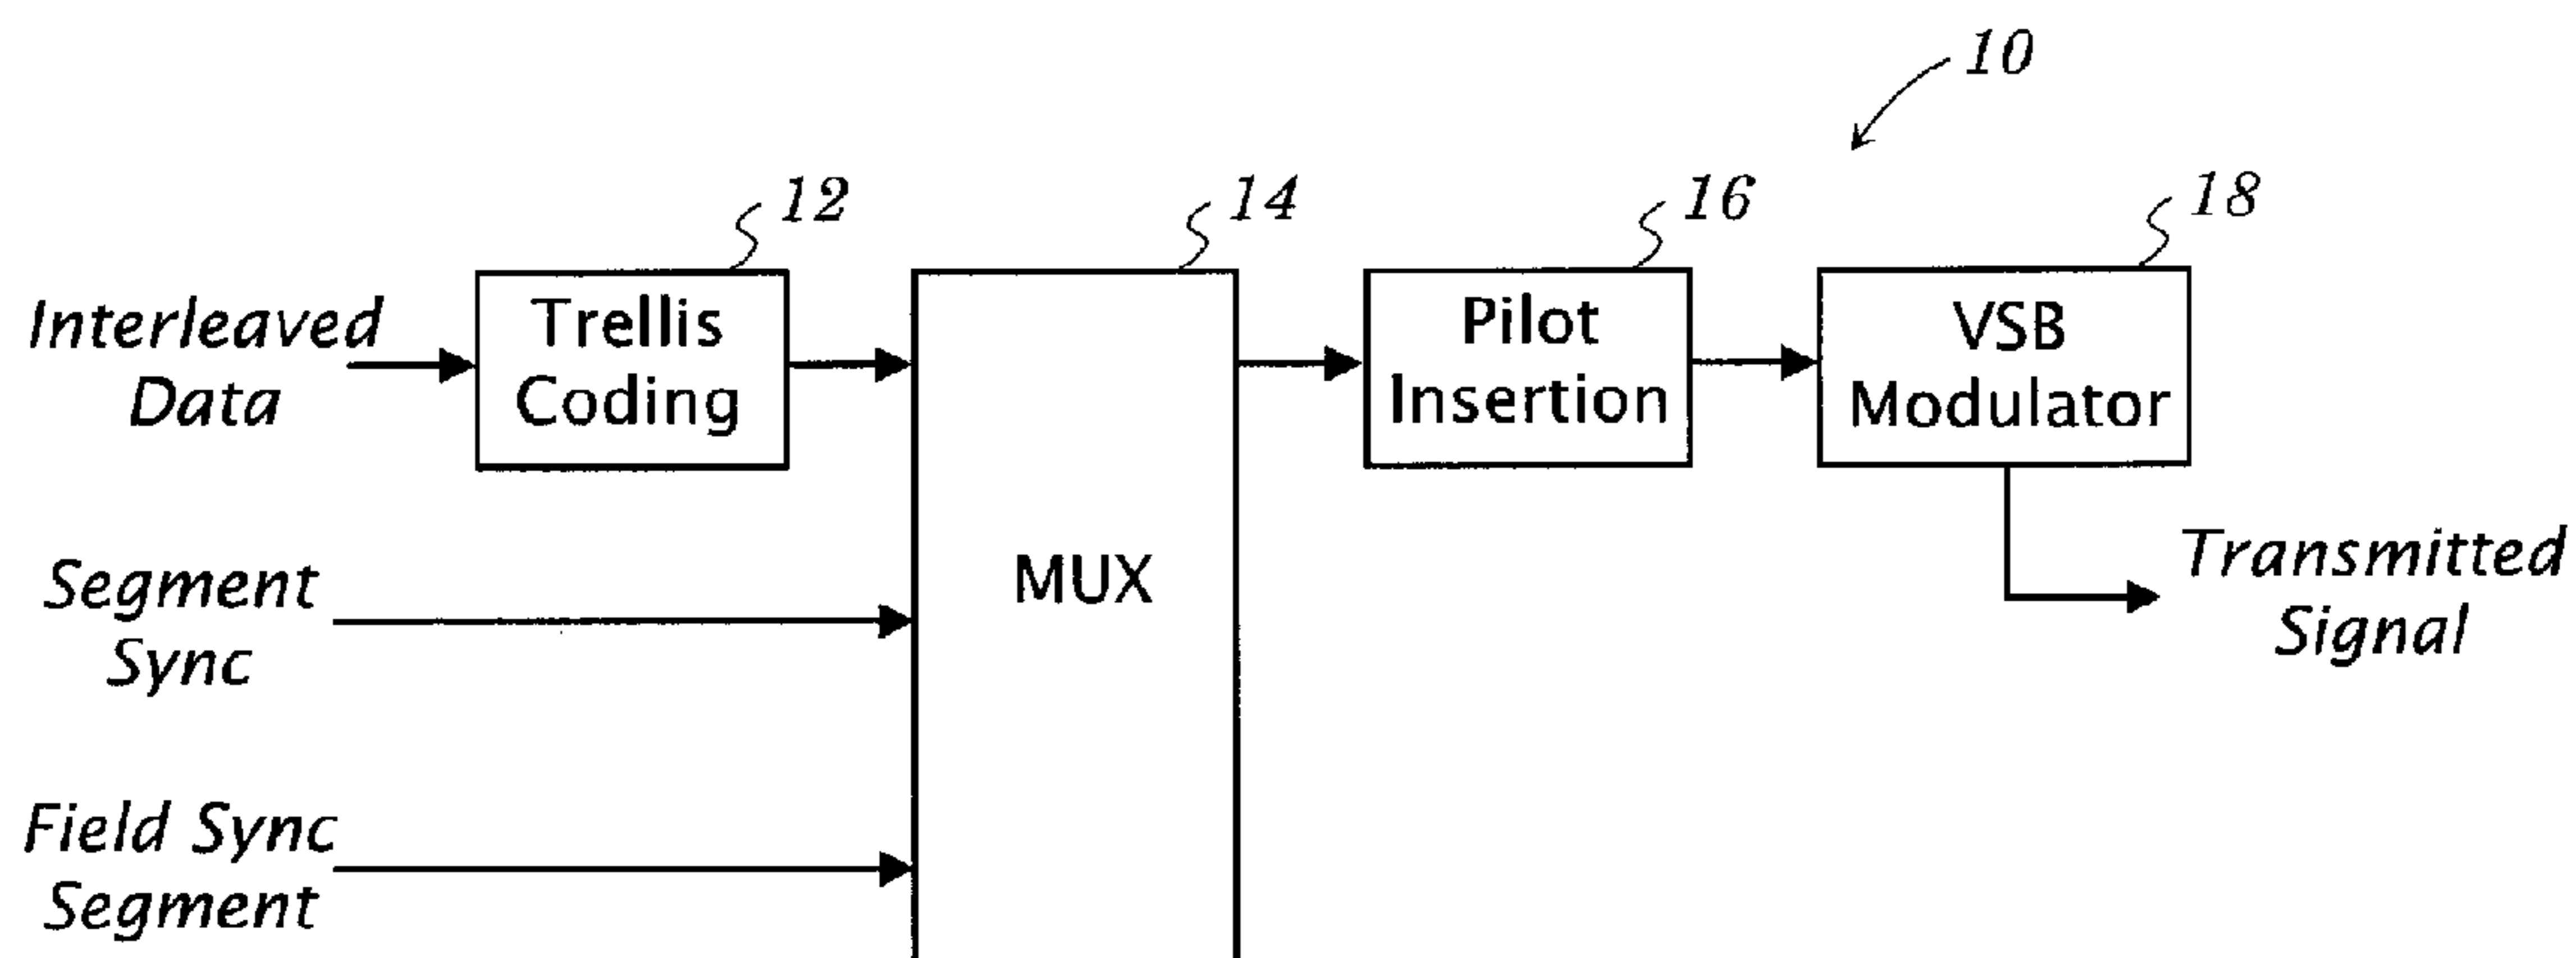 10
12
14
16
18
Interleaved
Data
Trellis
Coding
Pilot
Insertion
VSB
Modulator
Segment
Sync
MUX
Transmitted
Signal
Field Sync
Segment